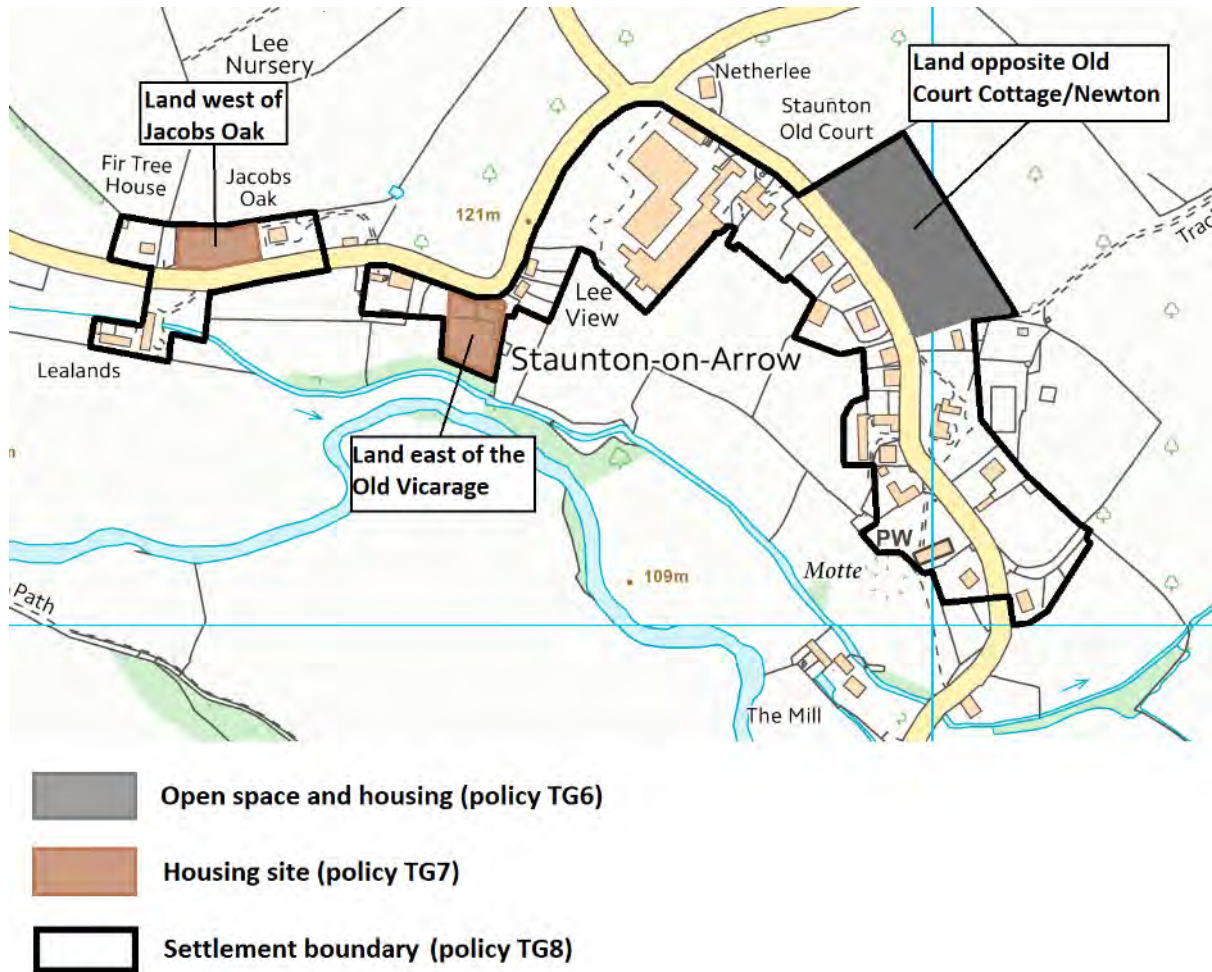 Lee
Nursery
Land west of
Jacobs Oak
Fir Tree
House
Jacobs
Oak
121m
Netherlee
Staunton
Old Court
Land opposite Old
Court Cottage/Newton
Track
Lee
View
Staunton-on-Arrow
Lealands
Land east of the
Old Vicarage
PW
Motte
109m
Path
The Mill
Open space and housing (policy TG6)
Housing site (policy TG7)
Settlement boundary (policy TG8)